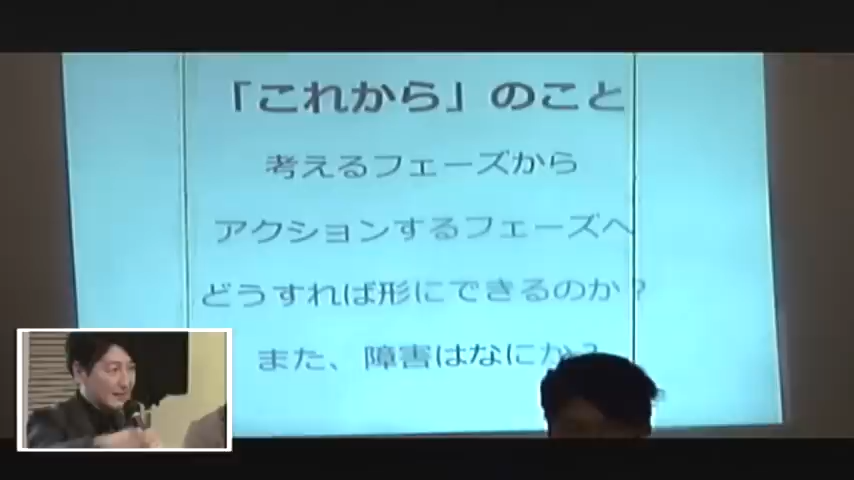 「これから」のこと
考えるフェーズから
アクションするフェーズへ
どうすれば形にできるのか？
また、障害はなにか？